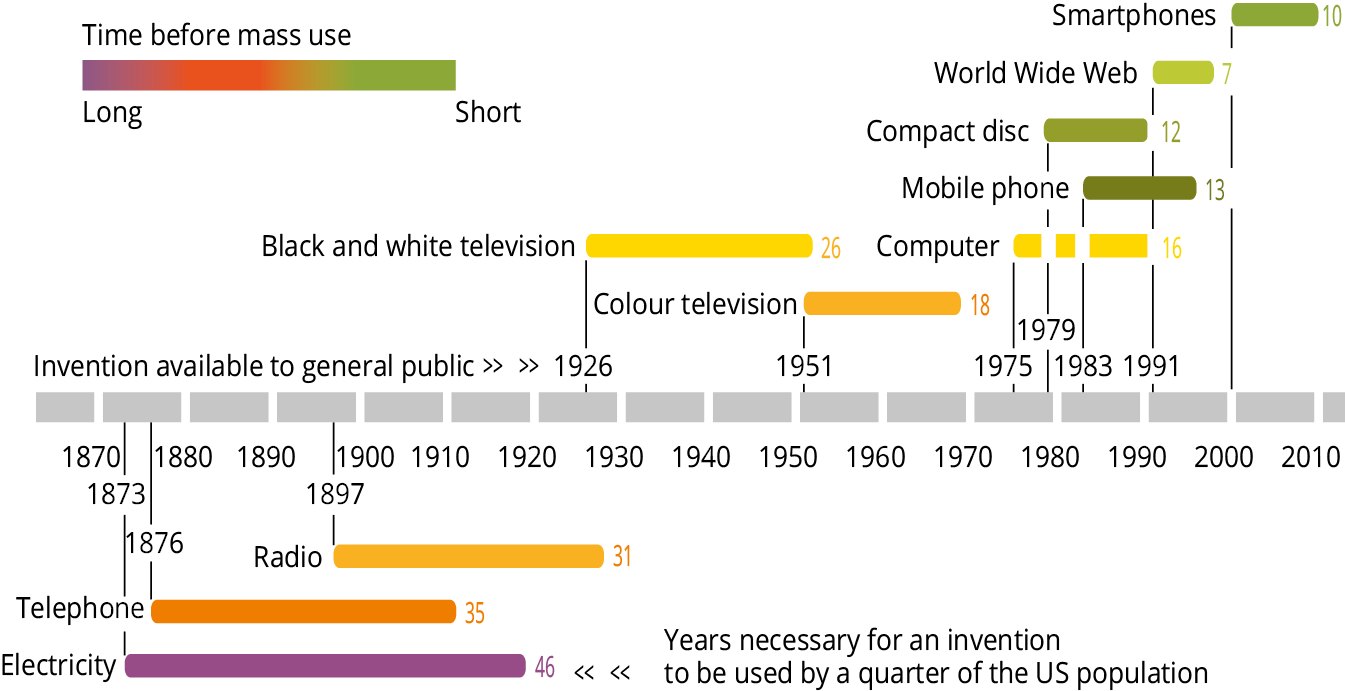 Smartphones 10
Time before mass use
World Wide Web 7
Long Short
Compact disc 12
Mobile phone 13
Black and white television 26
Computer 16
Colour television 18
1979
Invention available to general public >> >> 1926 1951 1975 1983 1991
1870 1880 1890 1900 1910 1920 1930 1940 1950 1960 1970 1980 1990 2000 2010
1873 1897
1876
Radio 31
Telephone 35
Years necessary for an invention
Electricity 46 << << to be used by a quarter of the US population